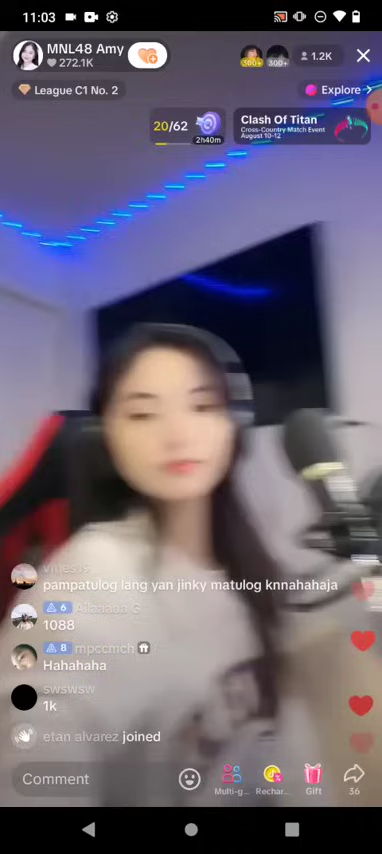 11:03
MNL48 Amy
272.1K
300+
300+
1.2K
League C1 No. 2
Explore
20/62
2h40m
Clash Of Titan
Cross-Country Match Event
August 10-12
pampatulog lang yan jinky matulog knnahahaja
6
1088
8 mpccmch
Hahahaha
swswsw
1k
etan alvarez joined
Comment
Multi-g...
Rechar...
Gift
36